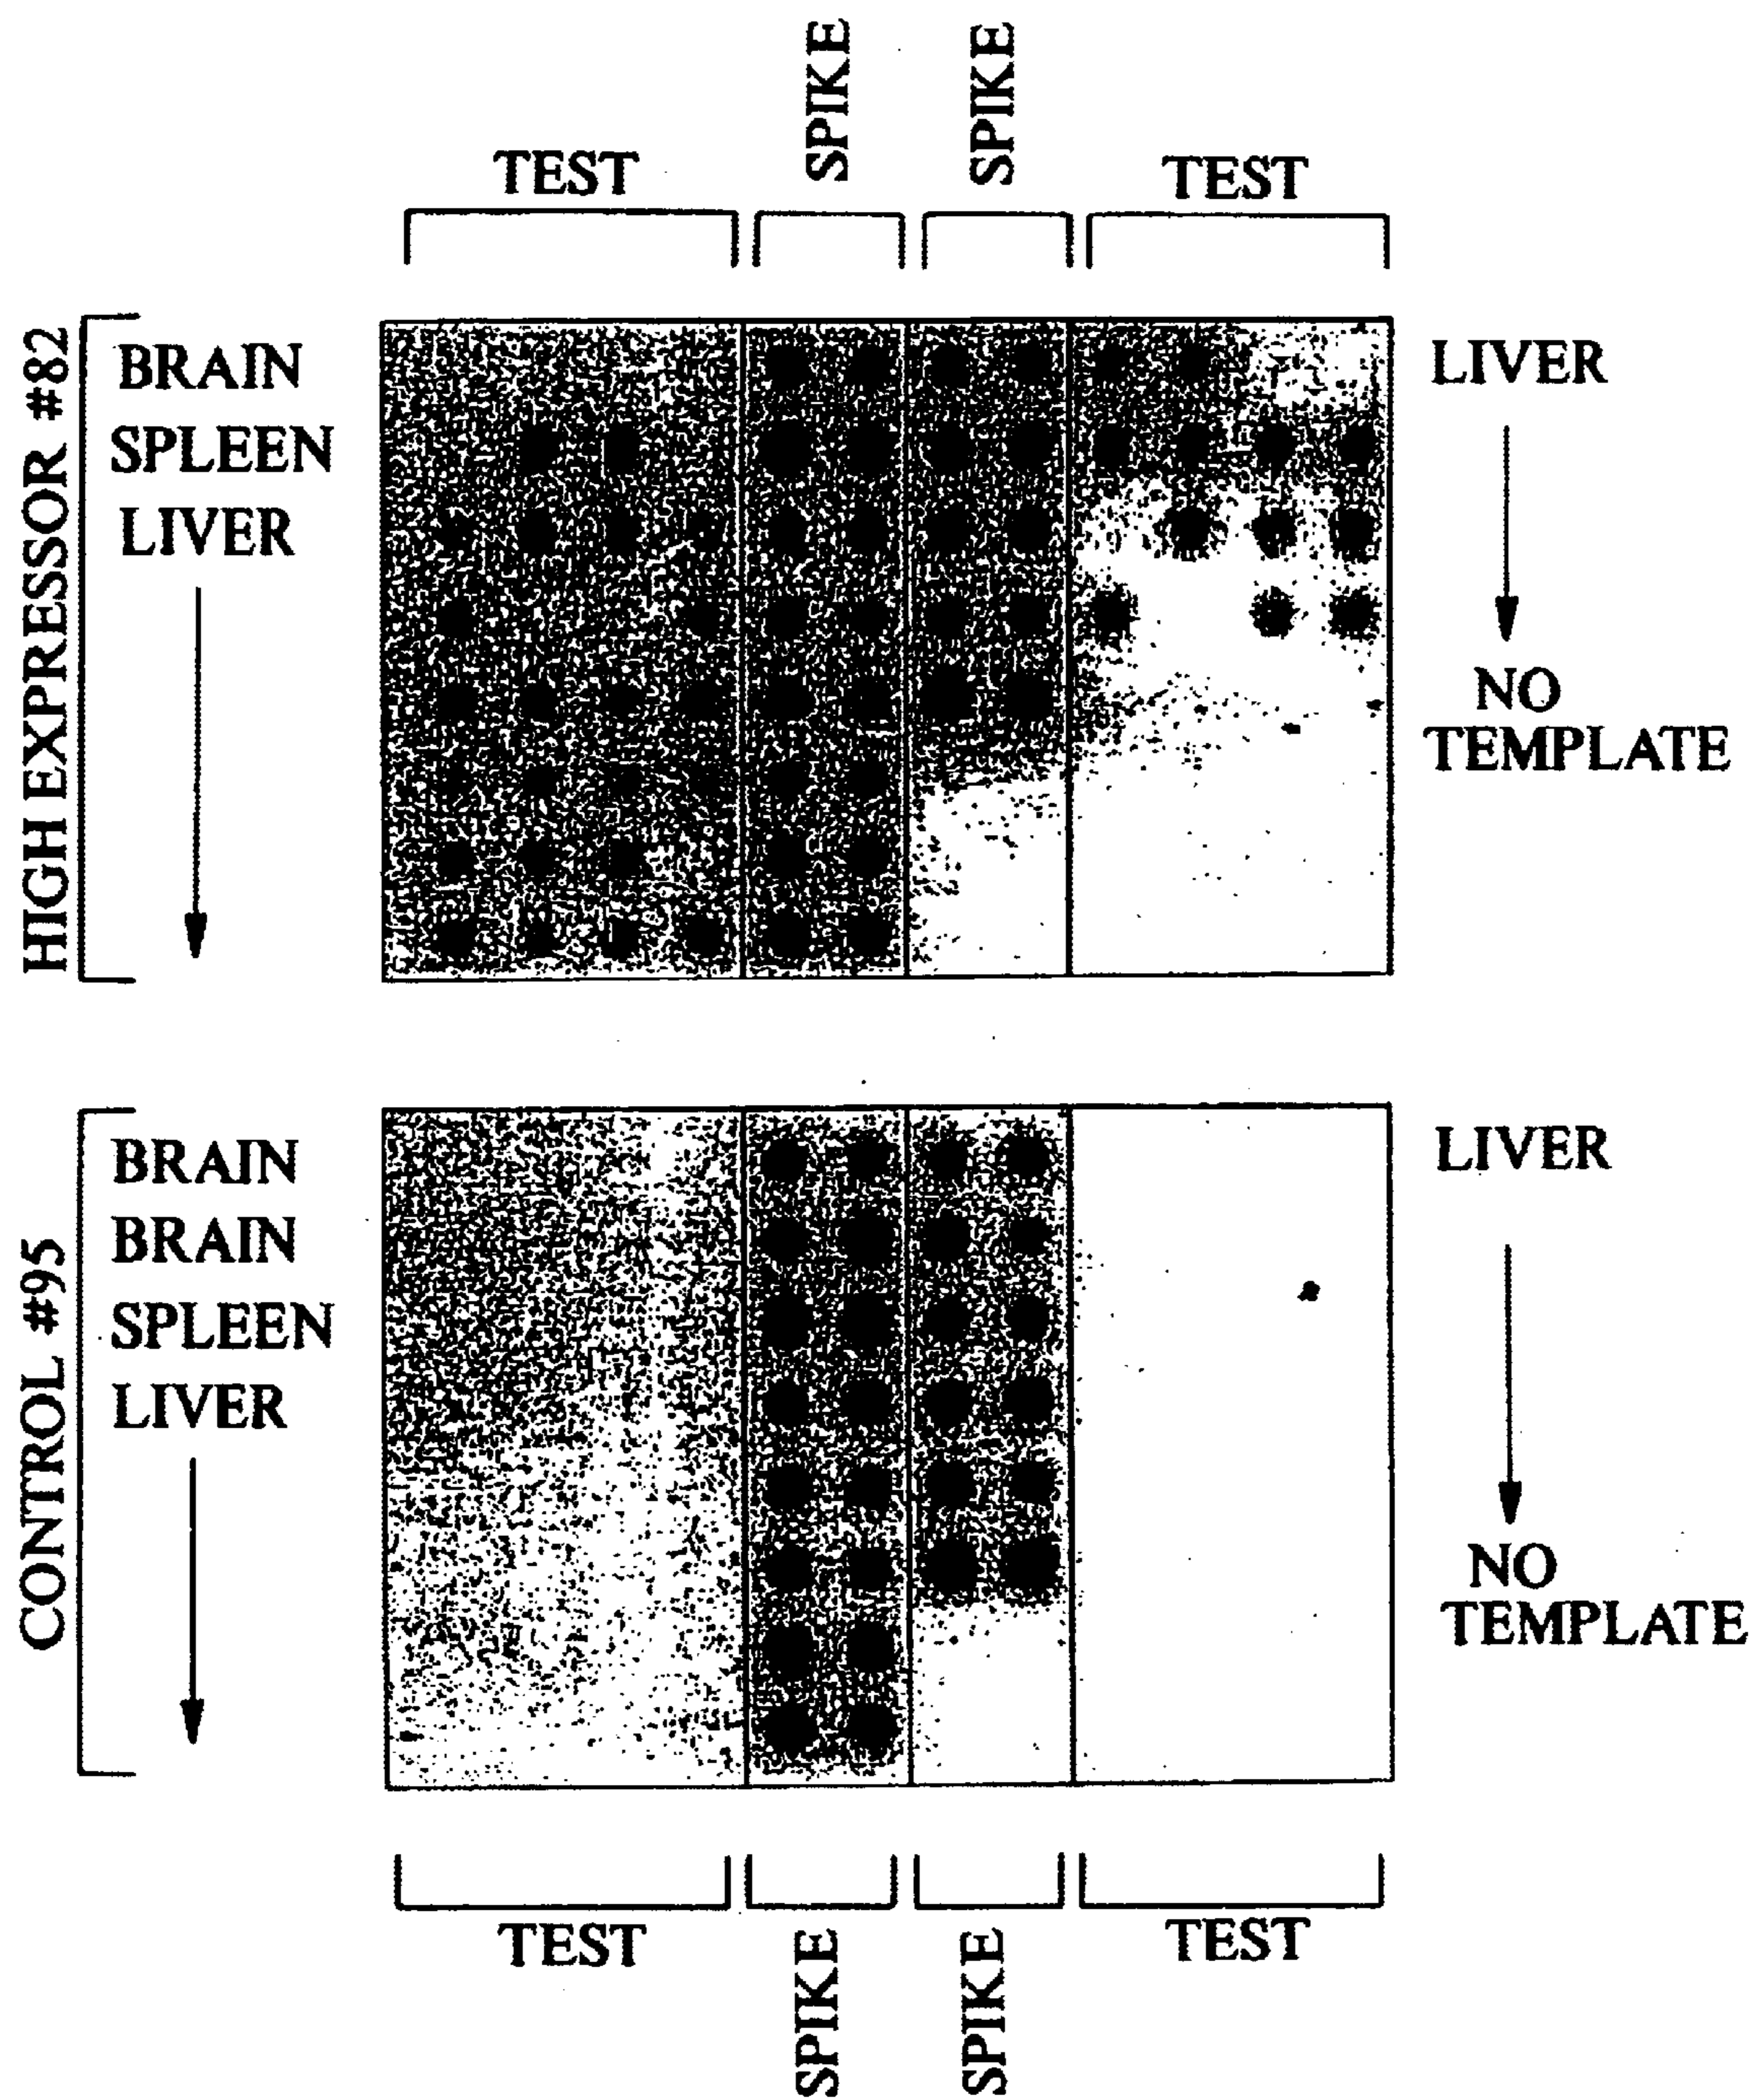 SPIKE
SPIKE
TEST
TEST
HIGH EXPRESSOR #82
BRAIN
SPLEEN
LIVER
LIVER
NO
TEMPLATE
CONTROL #95
BRAIN
BRAIN
SPLEEN
LIVER
LIVER
NO
TEMPLATE
TEST
SPIKE
SPIKE
TEST